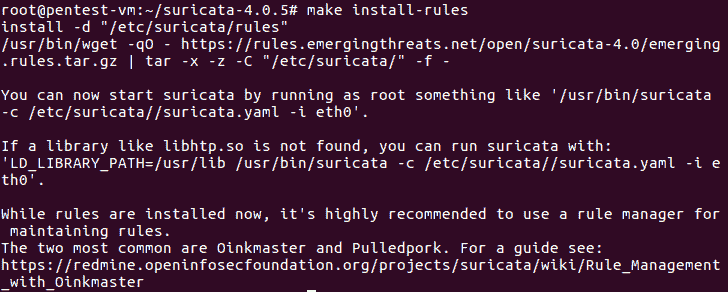 root@pentest-vm:~/suricata-4.0.5# make install-rules
install -d "/etc/suricata/rules"
/usr/bin/wget -qO - https://rules.emergingthreats.net/open/suricata-4.0/emerging
.rules.tar.gz | tar -x -z -C "/etc/suricata/" -f -
You can now start suricata by running as root something like '/usr/bin/suricata
-c /etc/suricata//suricata.yaml -i eth0'.
If a library like libhtp.so is not found, you can run suricata with:
'LD_LIBRARY_PATH=/usr/lib /usr/bin/suricata -c /etc/suricata//suricata.yaml -i e
th0'.
While rules are installed now, it's highly recommended to use a rule manager for
 maintaining rules.
The two most common are Oinkmaster and Pulledpork. For a guide see:
https://redmine.openinfosecfoundation.org/projects/suricata/wiki/Rule_Management
_with_Oinkmaster